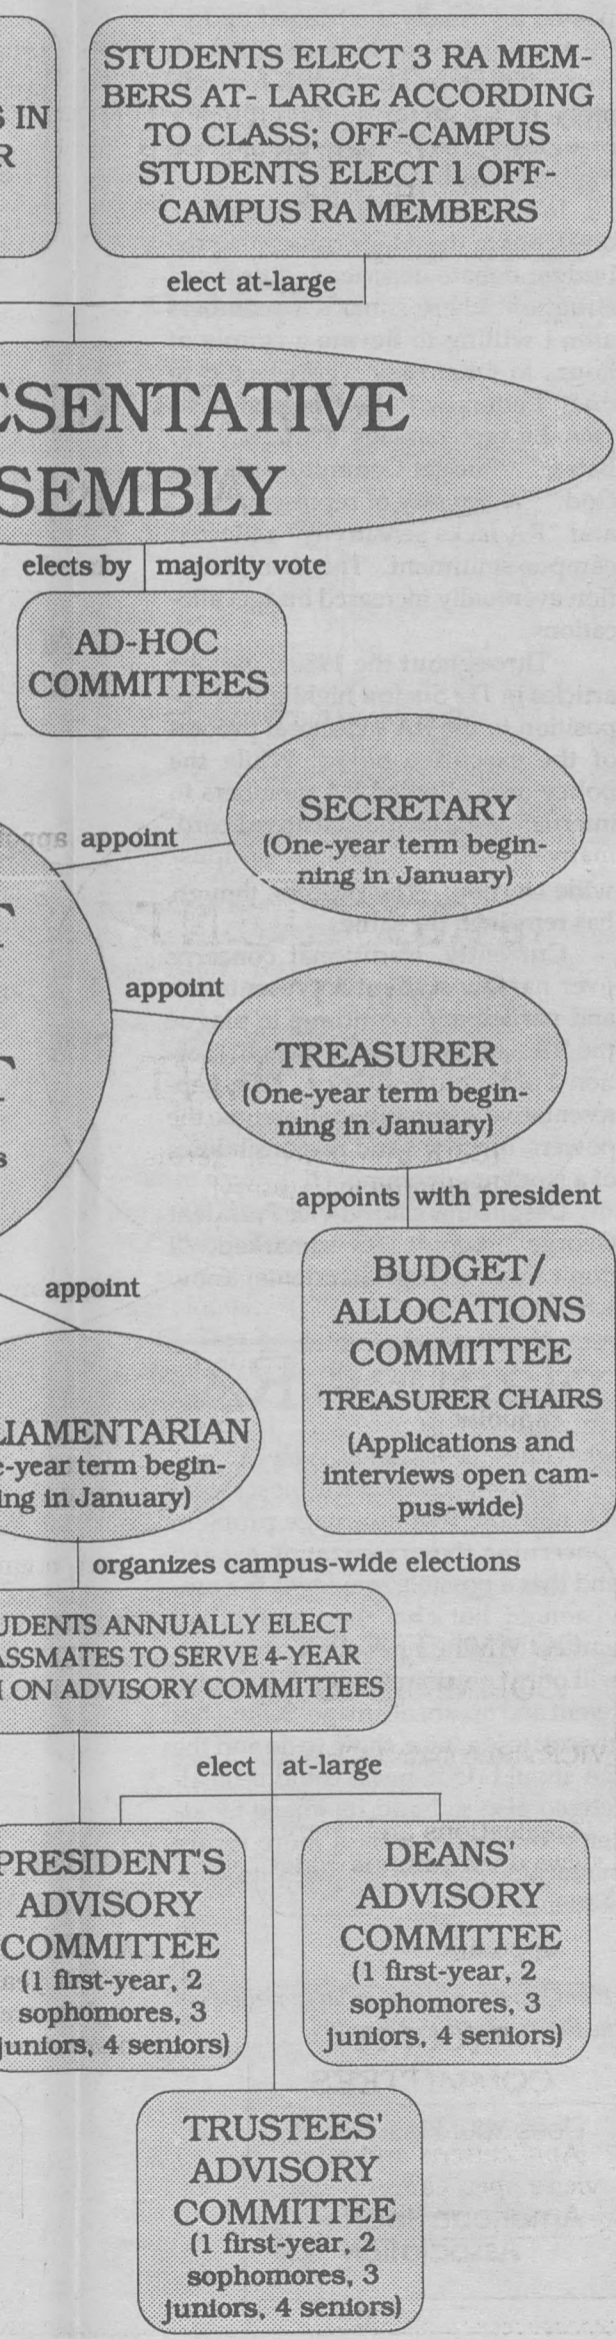 S IN
R
STUDENTS ELECT 3 RA MEM-
BERS AT- LARGE ACCORDING
TO CLASS; OFF-CAMPUS
STUDENTS ELECT 1 OFF-
CAMPUS RA MEMBERS
elect at-large
ESENTATIVE
SEMBLY
elects by majority vote
AD-HOC
COMMITTEES
appoint
SECRETARY
(One-year term begin-
ning in January)
T
appoint
TREASURER
(One-year term begin-
ning in January)
T
s
appoints with president
BUDGET/
ALLOCATIONS
COMMITTEE
TREASURER CHAIRS
(Applications and
interviews open cam-
pus-wide)
appoint
LIAMENTARIAN
e-year term begin-
ing in January)
organizes campus-wide elections
UDENTS ANNUALLY ELECT
ASSMATES TO SERVE 4-YEAR
ON ADVISORY COMMITTEES
elect at-large
PRESIDENT'S
ADVISORY
COMMITTEE
(1 first-year, 2
sophomores, 3
juniors, 4 seniors)
DEANS'
ADVISORY
COMMITTEE
(1 first-year, 2
sophomores, 3
juniors, 4 seniors)
TRUSTEES'
ADVISORY
COMMITTEE
(1 first-year, 2
sophomores, 3
juniors, 4 seniors)